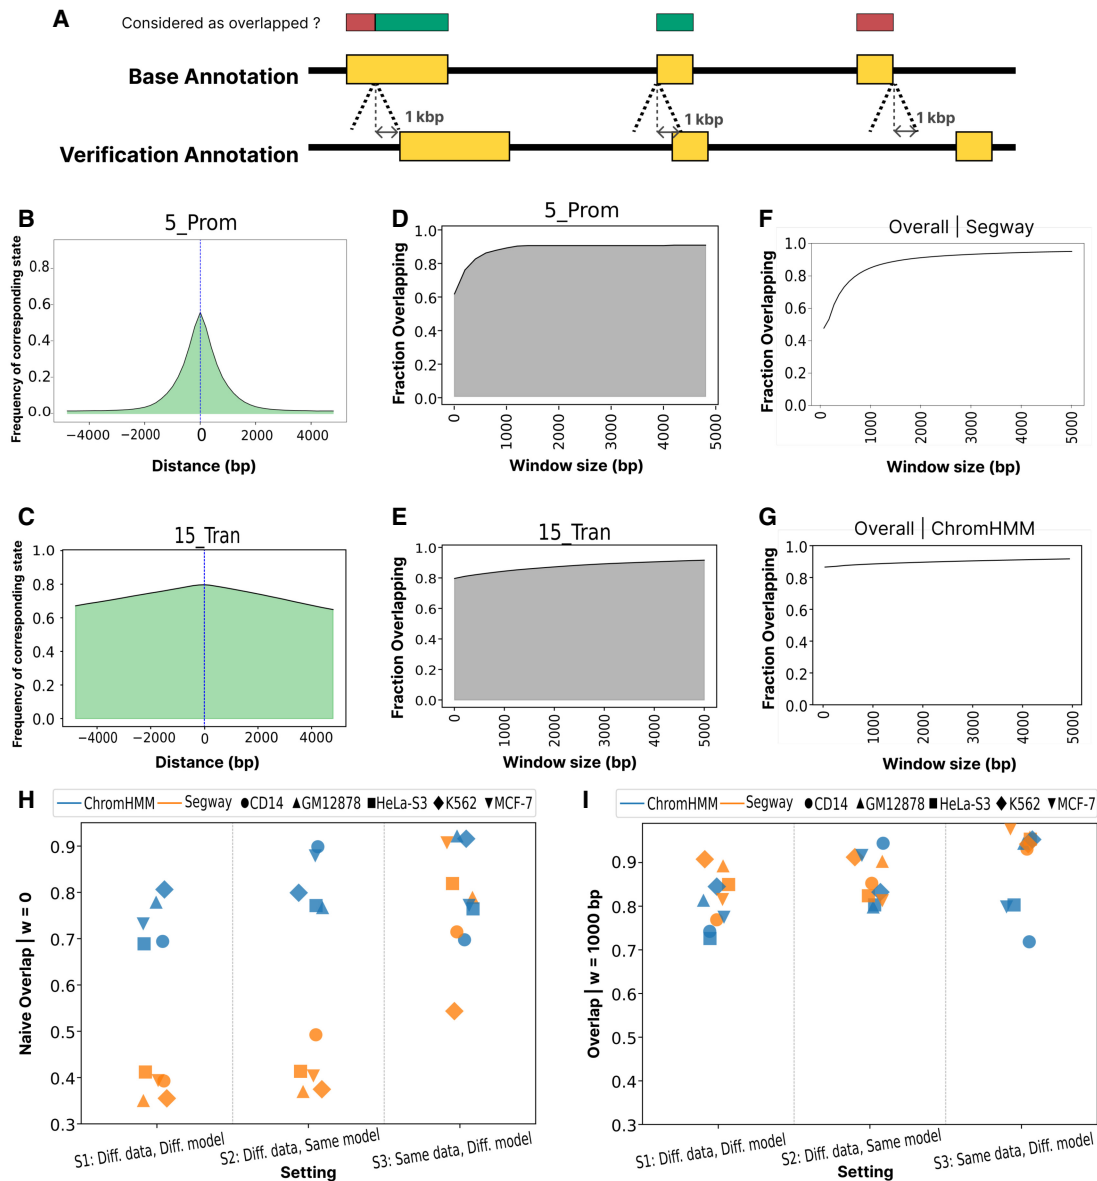 A
Considered as overlapped ?
Base Annotation
1 kbp
1 kbp
1 kbp
Verification Annotation
B
5_Prom
Frequency of corresponding state
0.8
0.6
0.4
0.2
0.0
−4000
−2000
0
2000
4000
Distance (bp)
D
5_Prom
Fraction Overlapping
1.0
0.8
0.6
0.4
0.2
0.0
0
1000
2000
3000
4000
5000
Window size (bp)
F
Overall | Segway
Fraction Overlapping
1.0
0.8
0.6
0.4
0.2
0.0
0
1000
2000
3000
4000
5000
Window size (bp)
C
15_Tran
Frequency of corresponding state
1.0
0.8
0.6
0.4
0.2
0.0
−4000
−2000
0
2000
4000
Distance (bp)
E
15_Tran
Fraction Overlapping
1.0
0.8
0.6
0.4
0.2
0.0
0
1000
2000
3000
4000
5000
Window size (bp)
G
Overall | ChromHMM
Fraction Overlapping
1.0
0.8
0.6
0.4
0.2
0.0
0
1000
2000
3000
4000
5000
Window size (bp)
H
ChromHMM Segway CD14 GM12878 HeLa-S3 K562 MCF-7
Naive Overlap | w = 0
0.9
0.8
0.7
0.6
0.5
0.4
0.3
S1: Diff. data, Diff. model
S2: Diff. data, Same model
S3: Same data, Diff. model
Setting
I
ChromHMM Segway CD14 GM12878 HeLa-S3 K562 MCF-7
Overlap | w = 1000 bp
0.9
0.8
0.7
0.6
0.5
0.4
0.3
S1: Diff. data, Diff. model
S2: Diff. data, Same model
S3: Same data, Diff. model
Setting